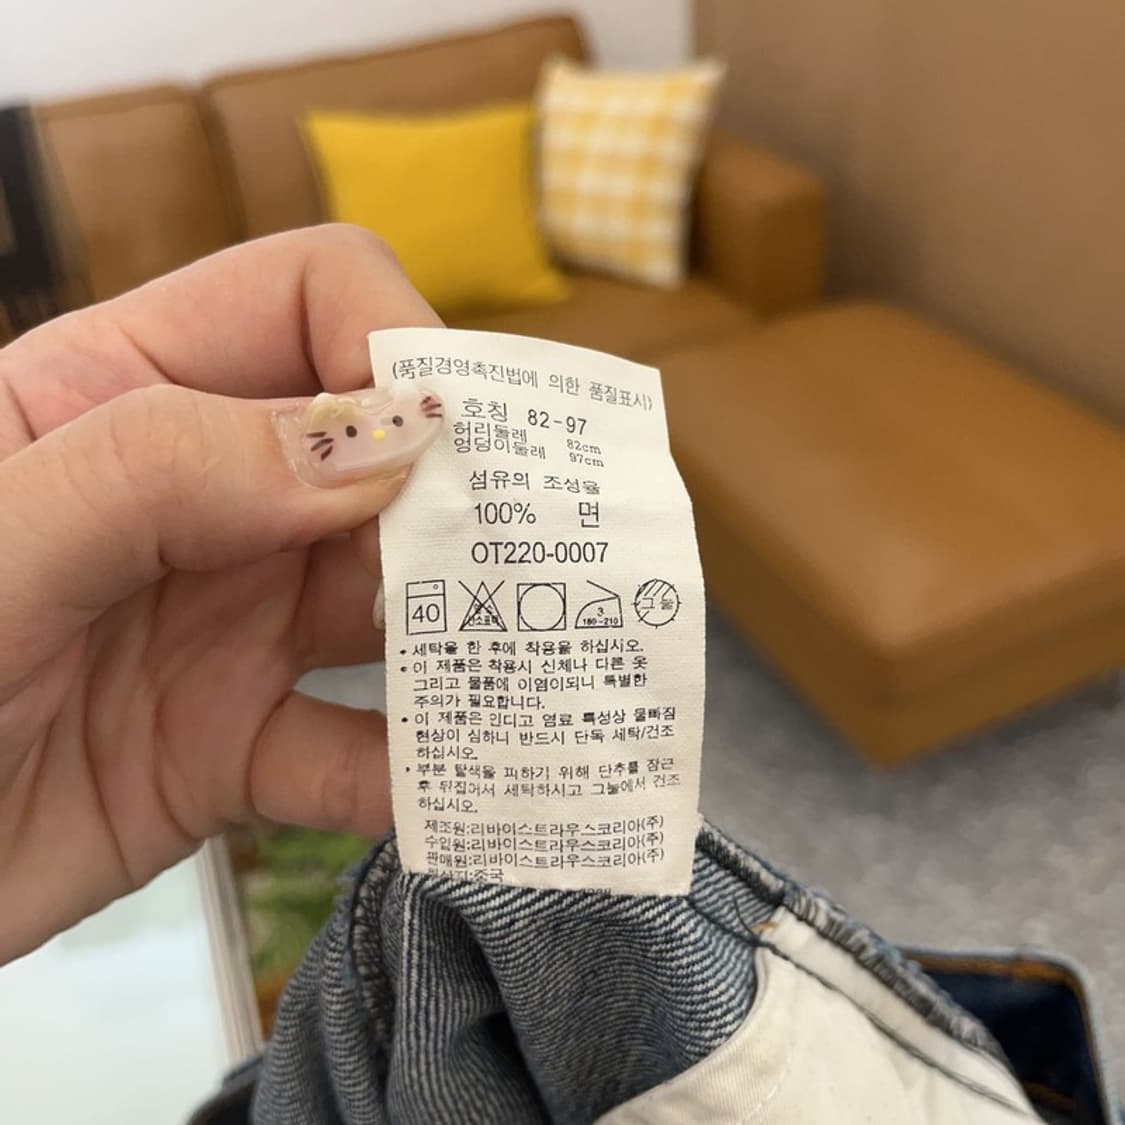 (품질경영촉진법에 의한 품질표시)
호칭 82-97
허리둘레 82cm
엉덩이둘레 97cm
섬유의 조성율
100% 면
OT220-0007
40
3
180~210
그늘
• 세탁을 한 후에 착용을 하십시오.
• 이 제품은 착용시 신체나 다른 옷
그리고 물품에 이염이되니 특별한
주의가 필요합니다.
• 이 제품은 인디고 염료 특성상 물빠짐
현상이 심하니 반드시 단독 세탁/건조
하십시오.
• 부분 탈색을 피하기 위해 단추를 잠근
후 뒤집어서 세탁하시고 그늘에서 건조
하십시오.
제조원:리바이스트라우스코리아(주)
수입원:리바이스트라우스코리아(주)
판매원:리바이스트라우스코리아(주)
원산지:중국